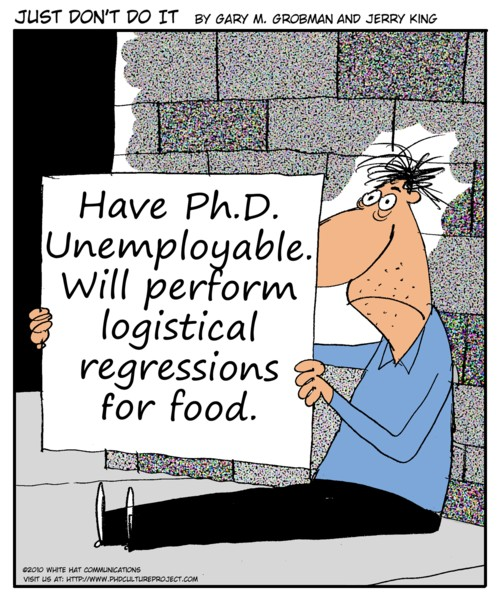 JUST DON'T DO IT BY GARY M. GROBMAN AND JERRY KING
Have Ph.D.
Unemployable.
Will perform
logistical
regressions
for food.
©2010 WHITE HAT COMMUNICATIONS
VISIT US AT: HTTP://WWW.PHDCULTUREPROJECT.COM